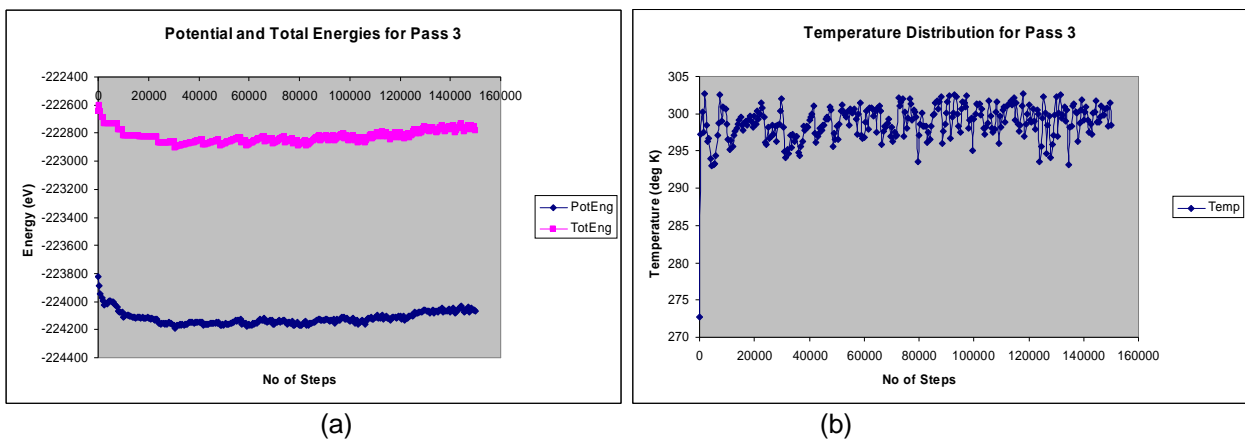 Potential and Total Energies for Pass 3
-222400
-222600
-222800
-223000
-223200
-223400
-223600
-223800
-224000
-224200
-224400
0 20000 40000 60000 80000 100000 120000 140000 160000
Energy (eV)
No of Steps
PotEng
TotEng
(a)
Temperature Distribution for Pass 3
305
300
295
290
285
280
275
270
0 20000 40000 60000 80000 100000 120000 140000 160000
Temperature (deg K)
No of Steps
Temp
(b)